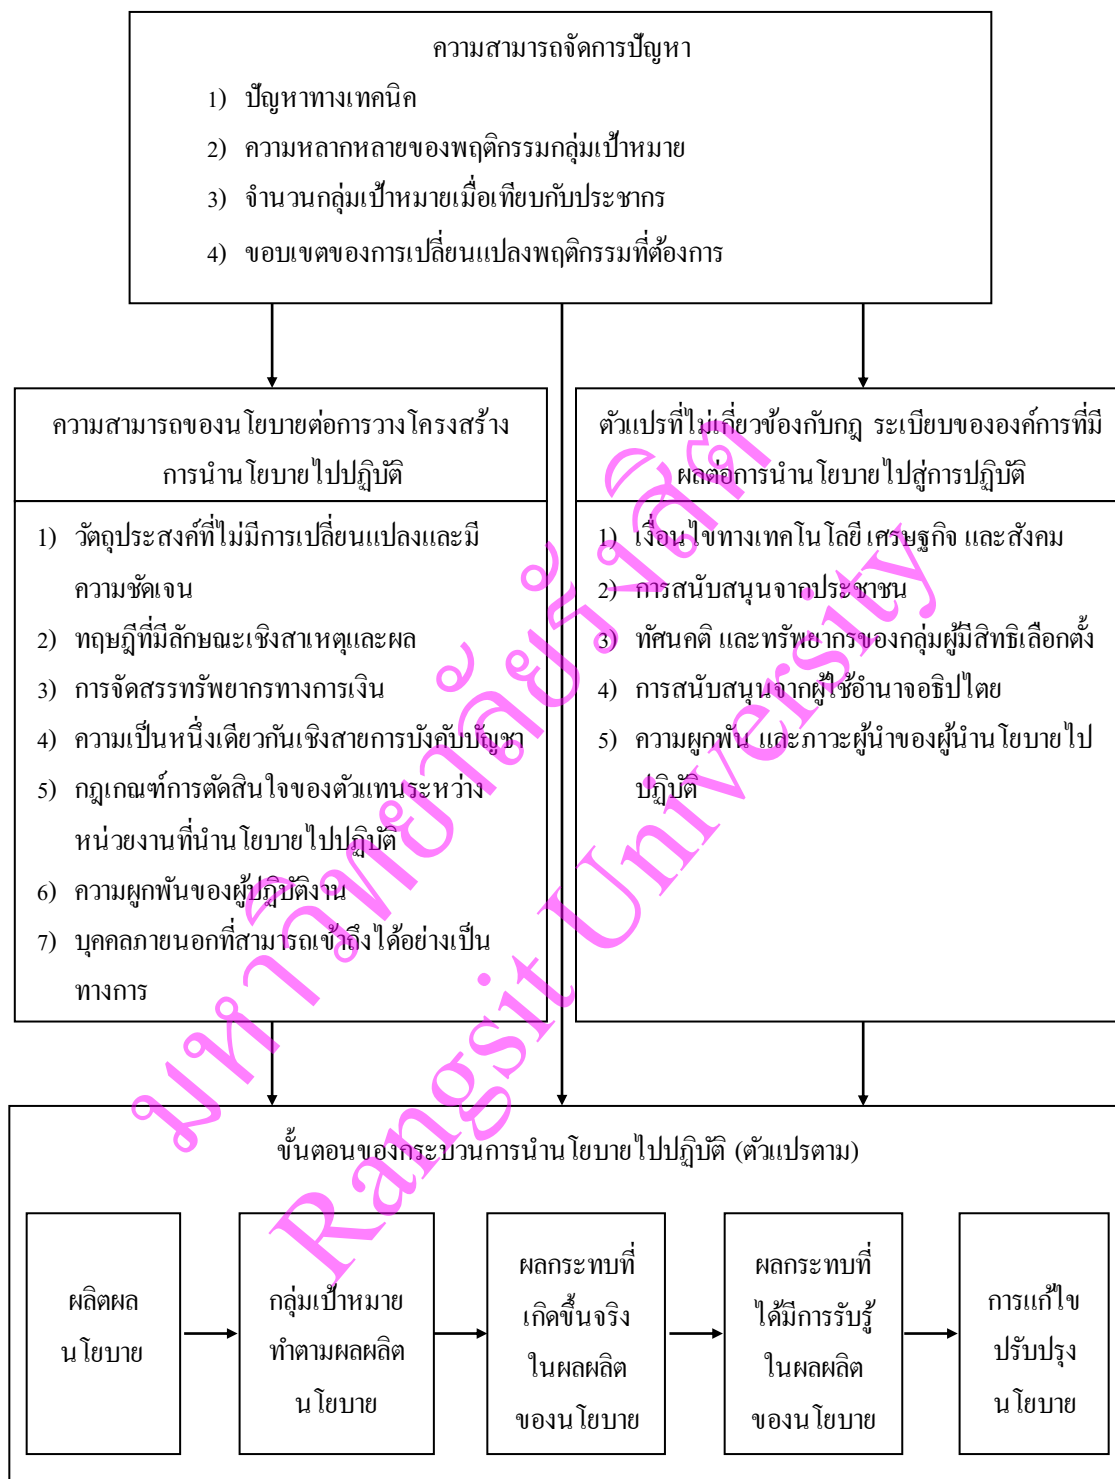 ความสามารถจัดการปัญหา
1) ปัญหาทางเทคนิค
2) ความหลากหลายของพฤติกรรมกลุ่มเป้าหมาย
3) จำนวนกลุ่มเป้าหมายเมื่อเทียบกับประชากร
4) ขอบเขตของการเปลี่ยนแปลงพฤติกรรมที่ต้องการ
ความสามารถของนโยบายต่อการวางโครงสร้าง
การนำนโยบายไปปฏิบัติ
1) วัตถุประสงค์ที่ไม่มีการเปลี่ยนแปลงและมี
ความชัดเจน
2) ทฤษฎีที่มีลักษณะเชิงสาเหตุและผล
3) การจัดสรรทรัพยากรทางการเงิน
4) ความเป็นหนึ่งเดียวกันเชิงสายการบังคับบัญชา
5) กฎเกณฑ์การตัดสินใจของตัวแทนระหว่าง
หน่วยงานที่นำนโยบายไปปฏิบัติ
6) ความผูกพันของผู้ปฏิบัติงาน
7) บุคคลภายนอกที่สามารถเข้าถึงได้อย่างเป็น
ทางการ
ตัวแปรที่ไม่เกี่ยวข้องกับกฎ ระเบียบขององค์การที่มี
ผลต่อการนำนโยบายไปสู่การปฏิบัติ
1) เงื่อนไขทางเทคโนโลยี เศรษฐกิจ และสังคม
2) การสนับสนุนจากประชาชน
3) ทัศนคติ และทรัพยากรของกลุ่มผู้มีสิทธิเลือกตั้ง
4) การสนับสนุนจากผู้ใช้อำนาจอธิปไตย
5) ความผูกพัน และภาวะผู้นำของผู้นำนโยบายไป
ปฏิบัติ
ขั้นตอนของกระบวนการนำนโยบายไปปฏิบัติ (ตัวแปรตาม)
ผลิตผล
นโยบาย
กลุ่มเป้าหมาย
ทำตามผลผลิต
นโยบาย
ผลกระทบที่
เกิดขึ้นจริง
ในผลผลิต
ของนโยบาย
ผลกระทบที่
ได้มีการรับรู้
ในผลผลิต
ของนโยบาย
การแก้ไข
ปรับปรุง
นโยบาย
มหาวิทยาลัยรังสิต
Rangsit University